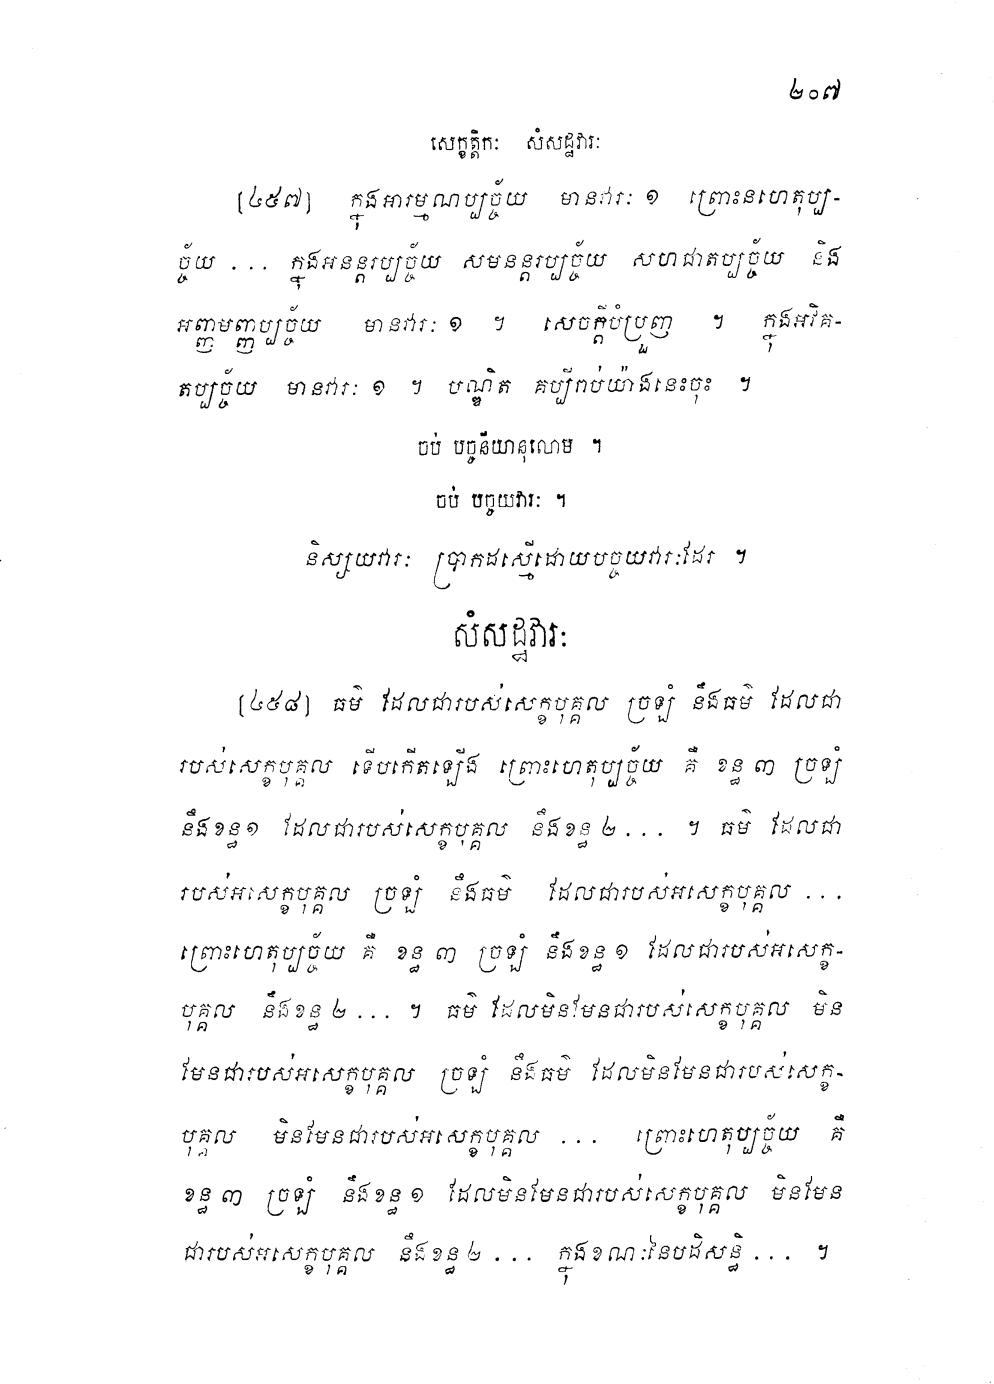 ២០៧
សេក្ខត្តិកៈ សំសដ្ឋវារៈ
[៤៥៧] ក្នុងអារម្មណប្បច្ច័យ មានវារៈ ១ ព្រោះនហេតុប្ប-
ច្ច័យ ... ក្នុងអនន្តរប្បច្ច័យ សមនន្តរប្បច្ច័យ សហជាតប្បច្ច័យ និង
អញ្ញមញ្ញប្បច្ច័យ មានវារៈ ១ ។ សេចក្តីបំប្រួញ ។ ក្នុងអវិគ-
តប្បច្ច័យ មានវារៈ ១ ។ បណ្ឌិត គប្បីរាប់យ៉ាងនេះចុះ ។
ចប់ បច្ចនីយានុលោម ។
ចប់ បច្ចយវារៈ ។
និស្សយវារៈ ប្រាកដស្មើដោយបច្ចយវារៈដែរ ។
សំសដ្ឋវារៈ
[៤៥៨] ធម៌ ដែលជារបស់សេក្ខបុគ្គល ច្រឡំ នឹងធម៌ ដែលជា
របស់សេក្ខបុគ្គល ទើបកើតឡើង ព្រោះហេតុប្បច្ច័យ គឺ ខន្ធ ៣ ច្រឡំ
នឹងខន្ធ១ ដែលជារបស់សេក្ខបុគ្គល នឹងខន្ធ ២ ... ។ ធម៌ ដែលជា
របស់អសេក្ខបុគ្គល ច្រឡំ នឹងធម៌ ដែលជារបស់អសេក្ខបុគ្គល ...
ព្រោះហេតុប្បច្ច័យ គឺ ខន្ធ ៣ ច្រឡំ នឹងខន្ធ ១ ដែលជារបស់អសេក្ខ-
បុគ្គល នឹងខន្ធ ២ ... ។ ធម៌ ដែលមិនមែនជារបស់សេក្ខបុគ្គល មិន
មែនជារបស់អសេក្ខបុគ្គល ច្រឡំ នឹងធម៌ ដែលមិនមែនជារបស់សេក្ខ-
បុគ្គល មិនមែនជារបស់អសេក្ខបុគ្គល ... ព្រោះហេតុប្បច្ច័យ គឺ
ខន្ធ ៣ ច្រឡំ នឹងខន្ធ ១ ដែលមិនមែនជារបស់សេក្ខបុគ្គល មិនមែន
ជារបស់អសេក្ខបុគ្គល នឹងខន្ធ ២ ... ក្នុងខណៈនៃបដិសន្ធិ ... ។